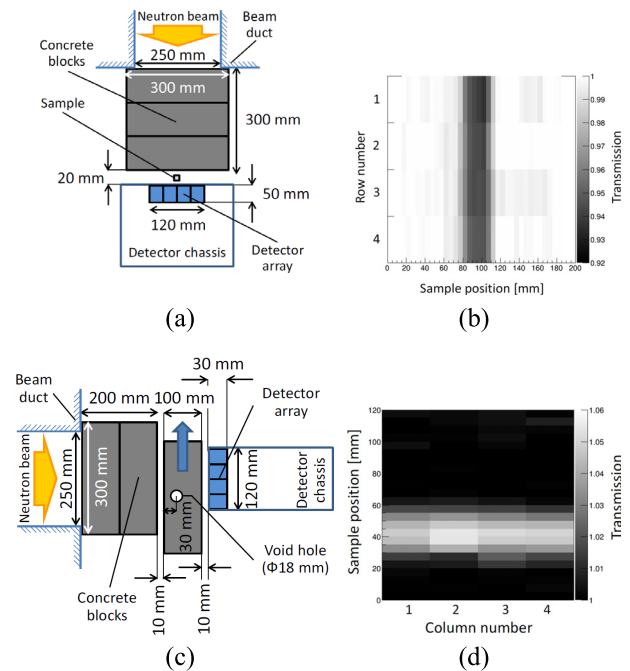 Neutron beam
Concrete
blocks
Beam
duct
250 mm
300 mm
Sample
300 mm
20 mm
50 mm
120 mm
Detector chassis
Detector
array
(a)
Row number
1
2
3
4
0 20 40 60 80 100 120 140 160 180 200
Sample position [mm]
1
0.99
0.98
0.97
0.96
0.95
0.94
0.93
0.92
Transmission
(b)
30 mm
Beam
duct
200 mm
100 mm
Detector
array
Neutron beam
250 mm
300 mm
30 mm
120 mm
Detector
chassis
Void hole
(Φ18 mm)
Concrete
blocks
10 mm
10 mm
(c)
Sample position [mm]
120
100
80
60
40
20
0
1 2 3 4
Column number
1.06
1.05
1.04
1.03
1.02
1.01
1
Transmission
(d)